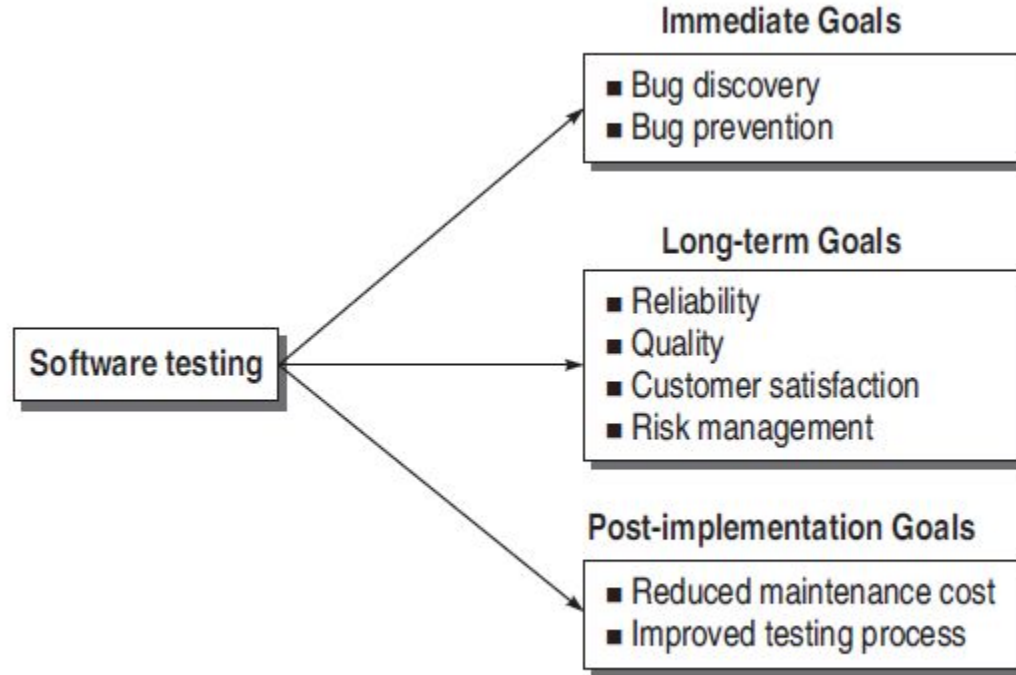 Immediate Goals
■ Bug discovery
■ Bug prevention
Long-term Goals
■ Reliability
■ Quality
■ Customer satisfaction
■ Risk management
Software testing
Post-implementation Goals
■ Reduced maintenance cost
■ Improved testing process